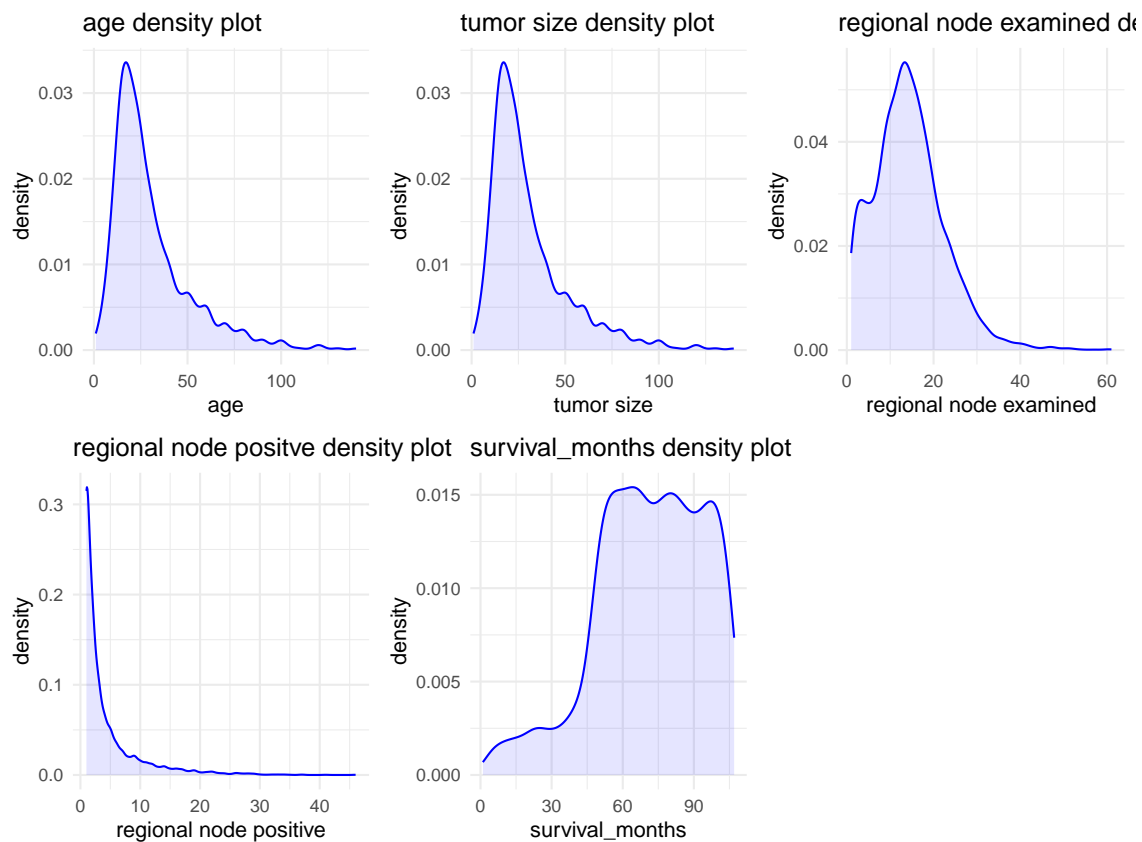 age density plot
0.03
0.02
0.01
0.00
density
0
50
100
age
tumor size density plot
0.03
0.02
0.01
0.00
density
0
50
100
tumor size
regional node examined de
0.04
0.02
0.00
density
0
20
40
60
regional node examined
regional node positve density plot
0.3
0.2
0.1
0.0
density
0
10
20
30
40
regional node positive
survival_months density plot
0.015
0.010
0.005
0.000
density
0
30
60
90
survival_months